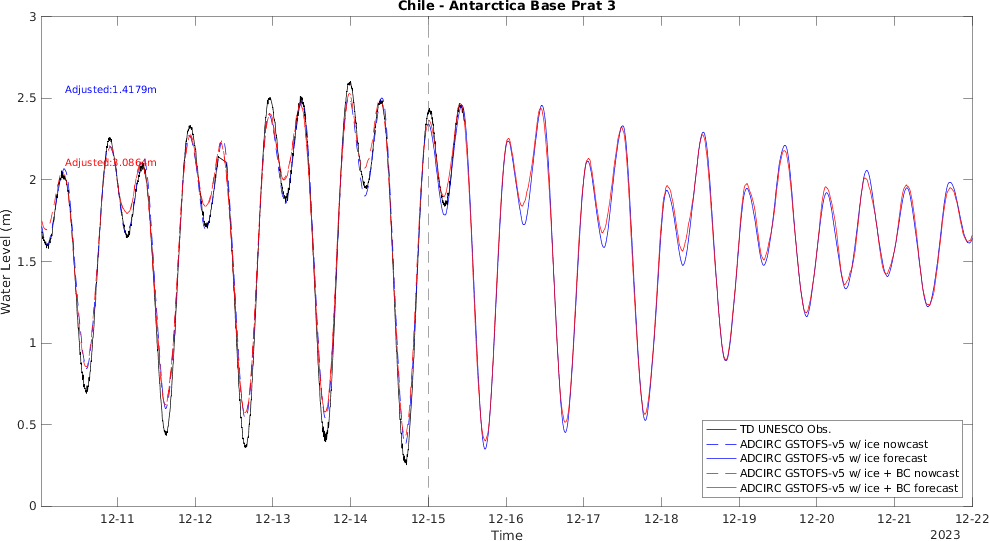 Chile - Antarctica Base Prat 3
3
2.5
2
1.5
1
0.5
0
Water Level (m)
Adjusted:1.4179m
Adjusted:3.0864m
TD UNESCO Obs.
ADCIRC GSTOFS-v5 w/ ice nowcast
ADCIRC GSTOFS-v5 w/ ice forecast
ADCIRC GSTOFS-v5 w/ ice + BC nowcast
ADCIRC GSTOFS-v5 w/ ice + BC forecast
12-11 12-12 12-13 12-14 12-15 12-16 12-17 12-18 12-19 12-20 12-21 12-22
Time
2023